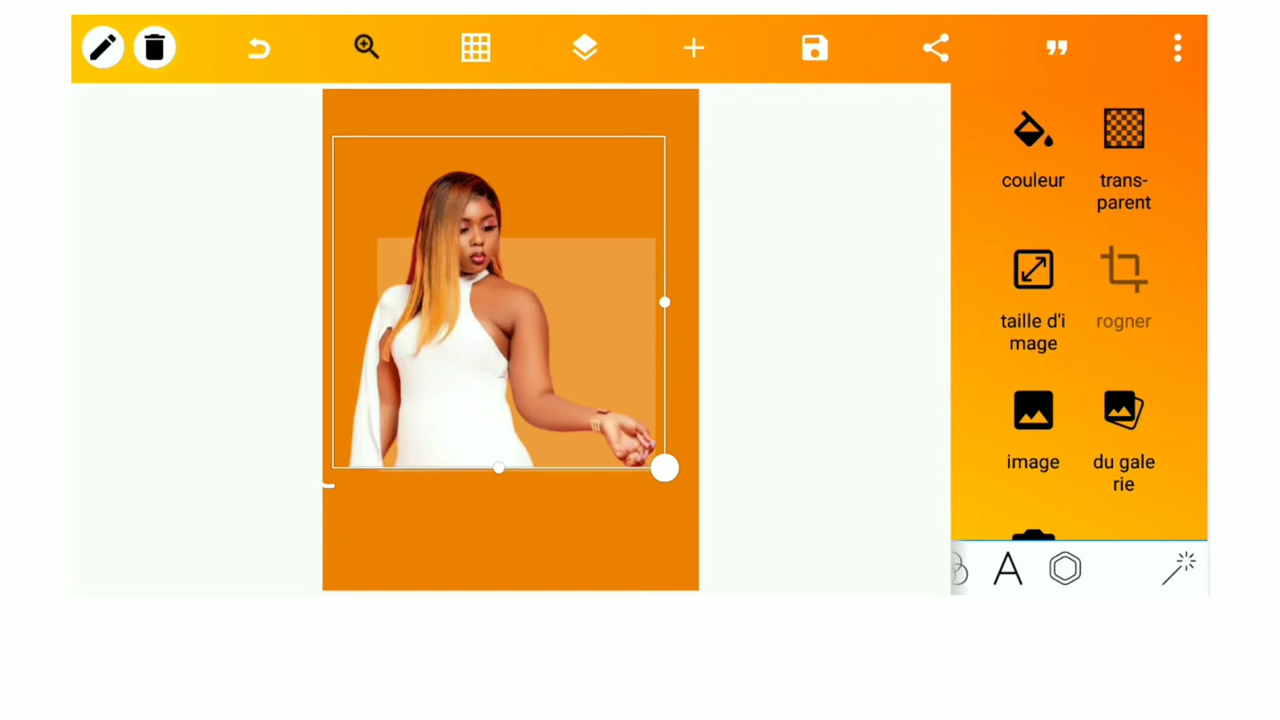 couleur
trans-
parent
taille d'i
mage
rogner
image
du gale
rie
A